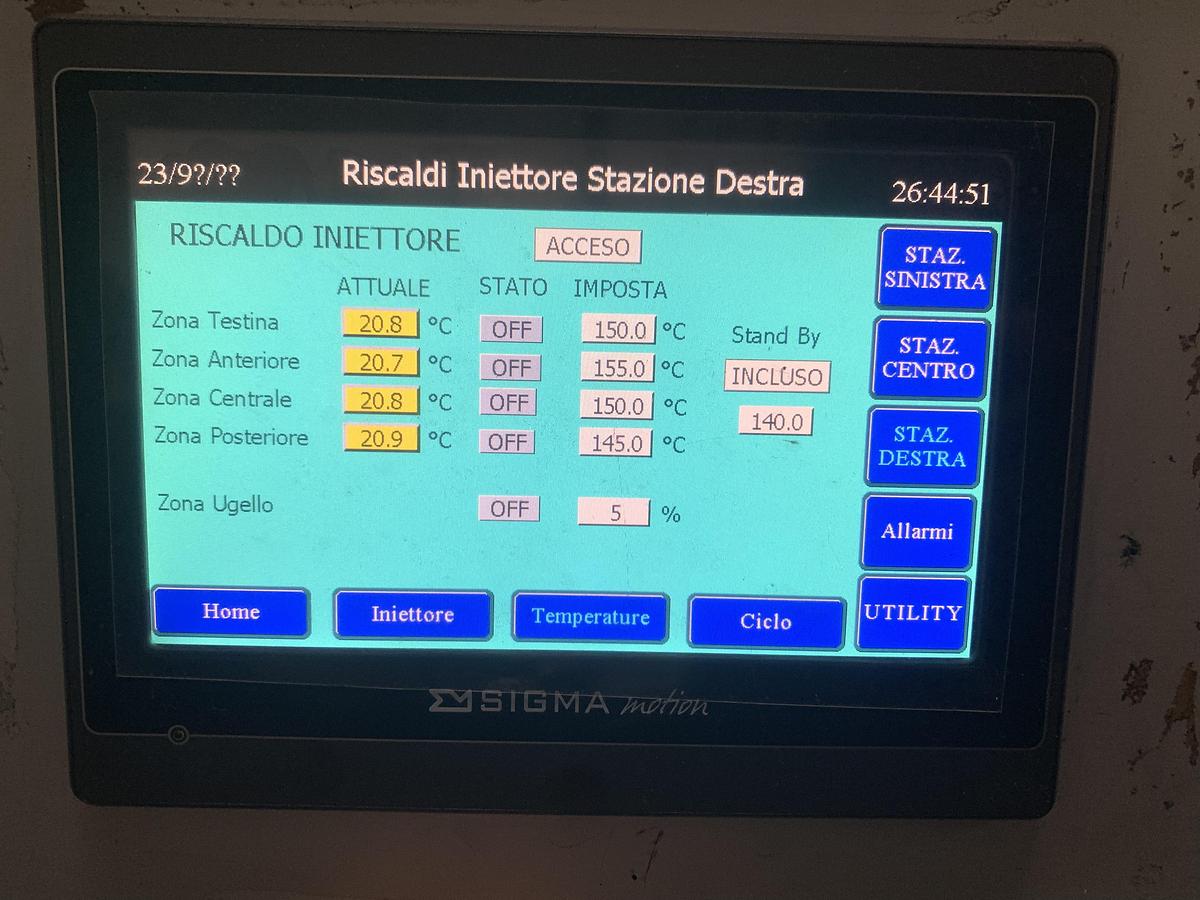 23/9?/?? Riscaldi Iniettore Stazione Destra 26:44:51
RISCALDO INIETTORE ACCESO
ATTUALE STATO IMPOSTA
Zona Testina 20.8 °C OFF 150.0 °C
Zona Anteriore 20.7 °C OFF 155.0 °C
Zona Centrale 20.8 °C OFF 150.0 °C
Zona Posteriore 20.9 °C OFF 145.0 °C
Zona Ugello OFF 5 %
Stand By
INCLUSO
140.0
STAZ.
SINISTRA
STAZ.
CENTRO
STAZ.
DESTRA
Allarmi
UTILITY
Home Iniettore Temperature Ciclo
SIGMA motion